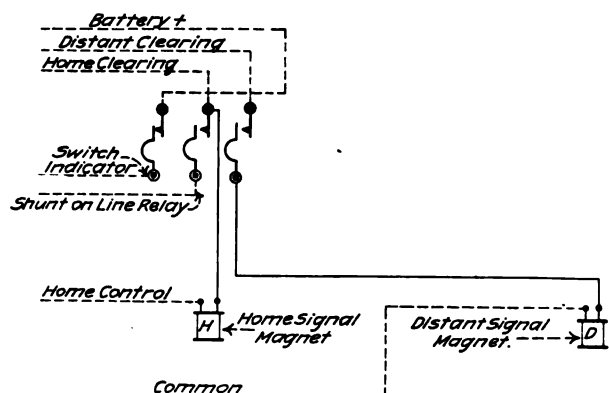 Battery +
Distant Clearing
Home Clearing
Switch
Indicator
Shunt on Line Relay
Home Control
H
Home Signal
Magnet
Distant Signal
Magnet.
D
Common